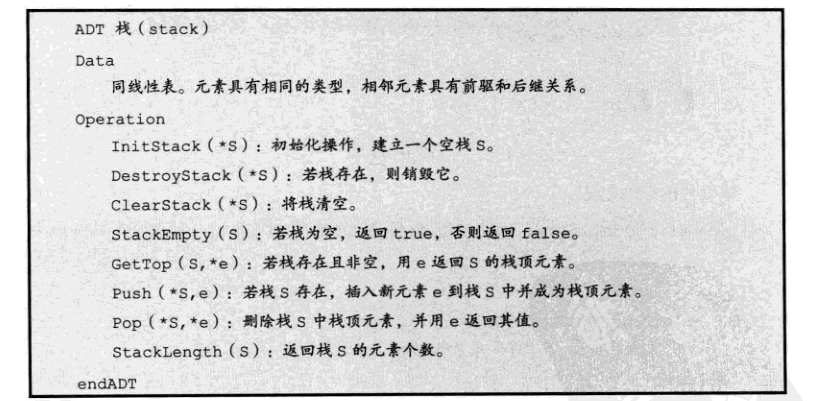 ADT 栈(stack)
Data
同线性表。元素具有相同的类型，相邻元素具有前驱和后继关系。
Operation
InitStack(*S)：初始化操作，建立一个空栈S。
DestroyStack(*S)：若栈存在，则销毁它。
ClearStack(*S)：将栈清空。
StackEmpty(S)：若栈为空，返回true，否则返回false。
GetTop(S,*e)：若栈存在且非空，用e返回S的栈顶元素。
Push(*S,e)：若栈S存在，插入新元素e到栈S中并成为栈顶元素。
Pop(*S,*e)：删除栈S中栈顶元素，并用e返回其值。
StackLength(S)：返回栈S的元素个数。
endADT